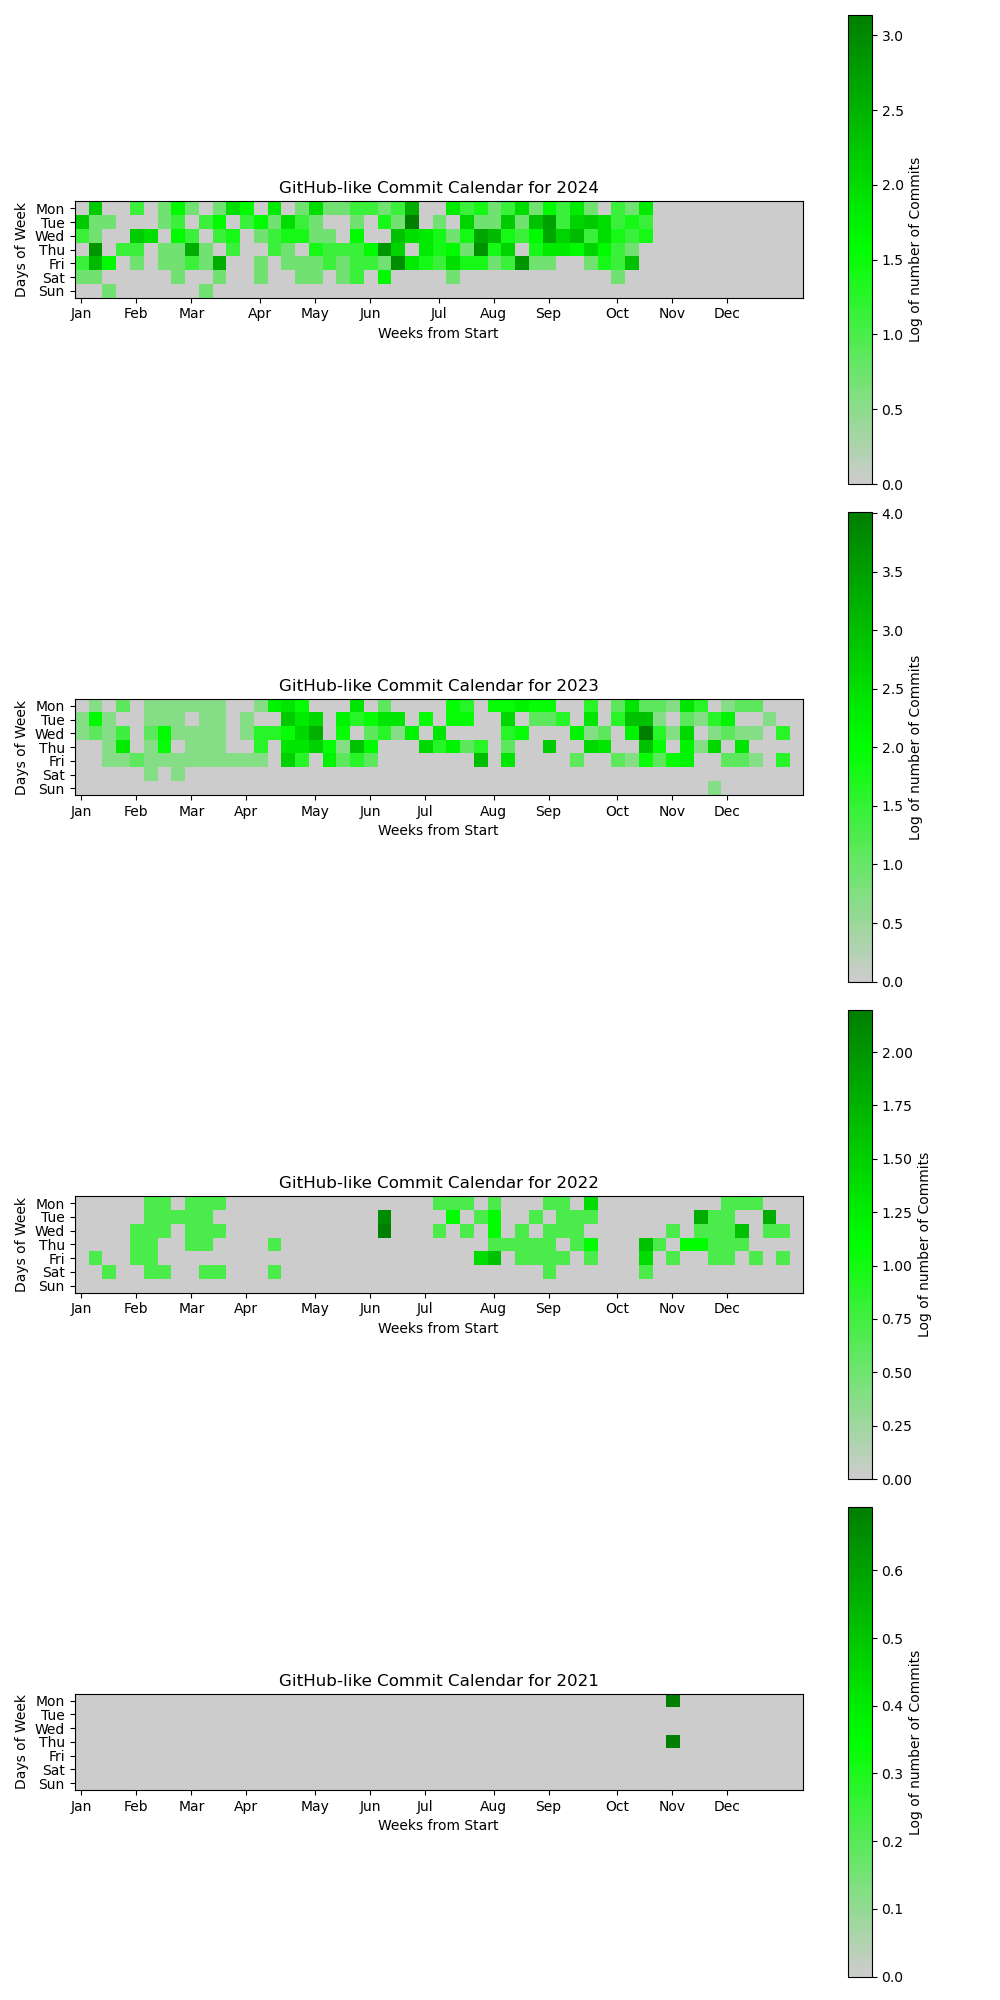 GitHub-like Commit Calendar for 2024
Days of Week
Mon
Tue
Wed
Thu
Fri
Sat
Sun
Jan Feb Mar Apr May Jun Jul Aug Sep Oct Nov Dec
Weeks from Start
3.0
2.5
2.0
1.5
1.0
0.5
0.0
Log of number of Commits
GitHub-like Commit Calendar for 2023
Days of Week
Mon
Tue
Wed
Thu
Fri
Sat
Sun
Jan Feb Mar Apr May Jun Jul Aug Sep Oct Nov Dec
Weeks from Start
4.0
3.5
3.0
2.5
2.0
1.5
1.0
0.5
0.0
Log of number of Commits
GitHub-like Commit Calendar for 2022
Days of Week
Mon
Tue
Wed
Thu
Fri
Sat
Sun
Jan Feb Mar Apr May Jun Jul Aug Sep Oct Nov Dec
Weeks from Start
2.00
1.75
1.50
1.25
1.00
0.75
0.50
0.25
0.00
Log of number of Commits
GitHub-like Commit Calendar for 2021
Days of Week
Mon
Tue
Wed
Thu
Fri
Sat
Sun
Jan Feb Mar Apr May Jun Jul Aug Sep Oct Nov Dec
Weeks from Start
0.6
0.5
0.4
0.3
0.2
0.1
0.0
Log of number of Commits